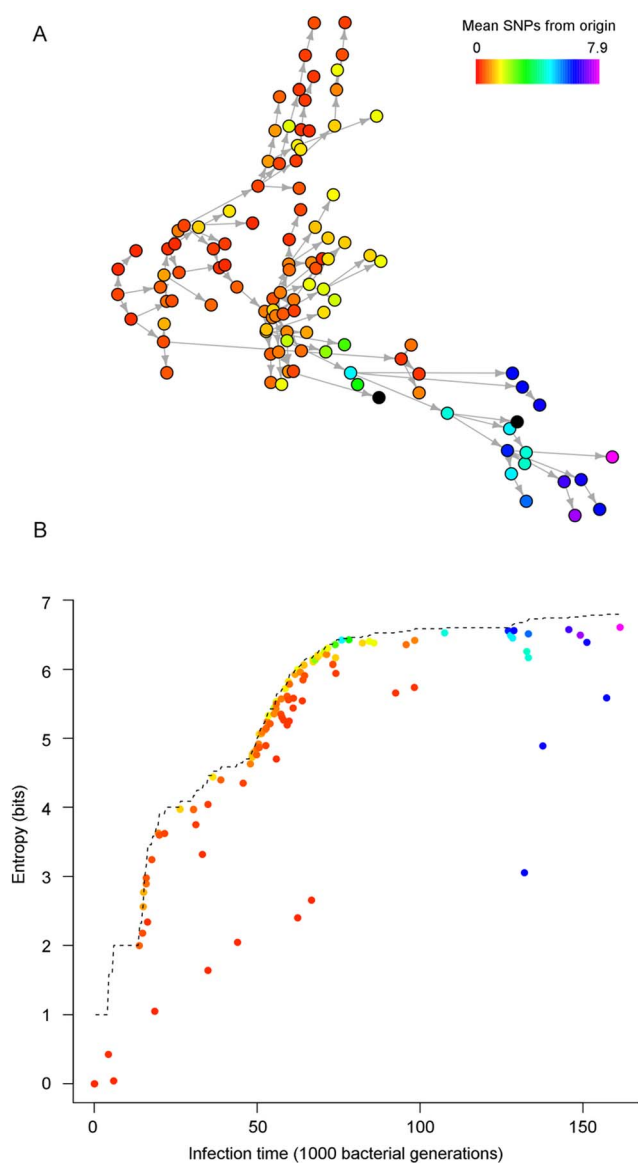 A
Mean SNPs from origin
0 7.9
B
7
6
5
4
3
2
1
0
Entropy (bits)
0 50 100 150
Infection time (1000 bacterial generations)